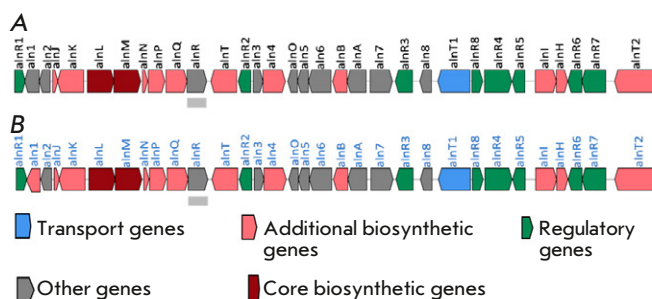 A
alnR1 aln1 aln2 alnJ alnK alnL alnM alnN alnP alnQ alnR alnT alnR2 aln3 aln4 alnO aln5 aln6 alnB alnA aln7 alnR3 aln8 alnT1 alnR8 alnR4 alnR5 alnI alnH alnR6 alnR7 alnT2
B
alnR1 aln1 aln2 alnJ alnK alnL alnM alnN alnP alnQ alnR alnT alnR2 aln3 aln4 alnO aln5 aln6 alnB alnA aln7 alnR3 aln8 alnT1 alnR8 alnR4 alnR5 alnI alnH alnR6 alnR7 alnT2
Transport genes
Additional biosynthetic
genes
Regulatory
genes
Other genes
Core biosynthetic genes